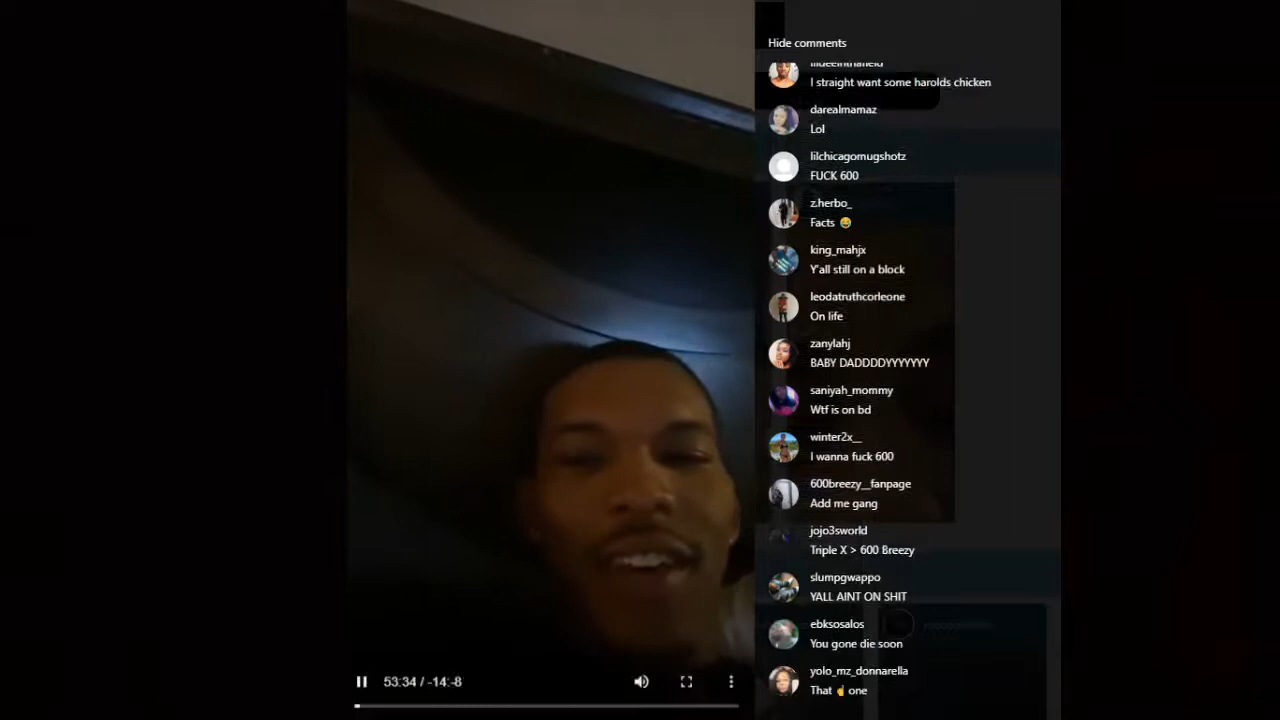 Hide comments
I straight want some harolds chicken
darealmamaz
Lol
lilchicagomugshotz
FUCK 600
z.herbo_
Facts 😂
king_mahjx
Y'all still on a block
leodatruthcorleone
On life
zanylahj
BABY DADDDDYYYYYYY
saniyah_mommy
Wtf is on bd
winter2x__
I wanna fuck 600
600breezy__fanpage
Add me gang
jojo3sworld
Triple X > 600 Breezy
slumpgwappo
YALL AINT ON SHIT
ebksosalos
You gone die soon
yolo_mz_donnarella
That ☝ one
53:34 / -14:-8